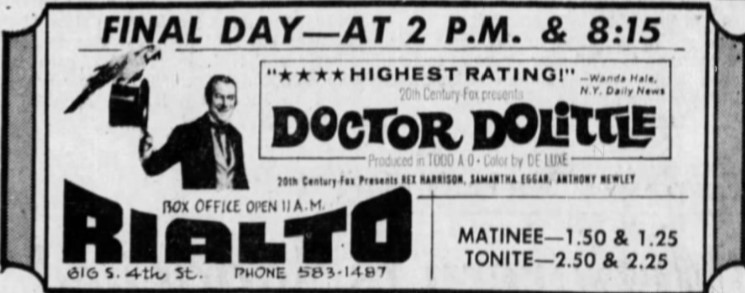 FINAL DAY—AT 2 P.M. & 8:15
"★★★★HIGHEST RATING!" —Wanda Hale,
N.Y. Daily News
20th Century-Fox presents
DOCTOR DOLITTLE
Produced in TODD A O • Color by DE LUXE
20th Century-Fox Presents REX HARRISON, SAMANTHA EGGAR, ANTHONY NEWLEY
BOX OFFICE OPEN 11 A.M.
RIALTO
616 S. 4th St. PHONE 583-1487
MATINEE—1.50 & 1.25
TONITE—2.50 & 2.25